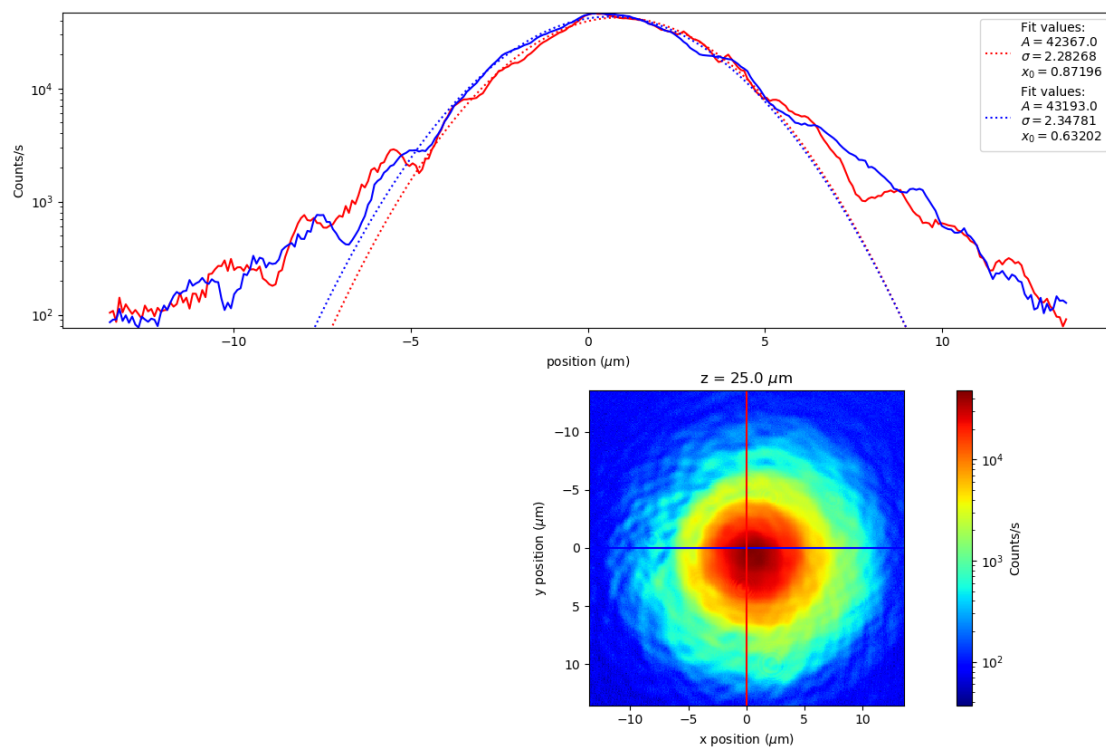 Fit values:
A = 42367.0
σ = 2.28268
x₀ = 0.87196
Fit values:
A = 43193.0
σ = 2.34781
x₀ = 0.63202
Counts/s
10⁴
10³
10²
−10
−5
0
5
10
position (μm)
z = 25.0 μm
y position (μm)
−10
−5
0
5
10
−10
−5
0
5
10
x position (μm)
10⁴
10³
10²
Counts/s